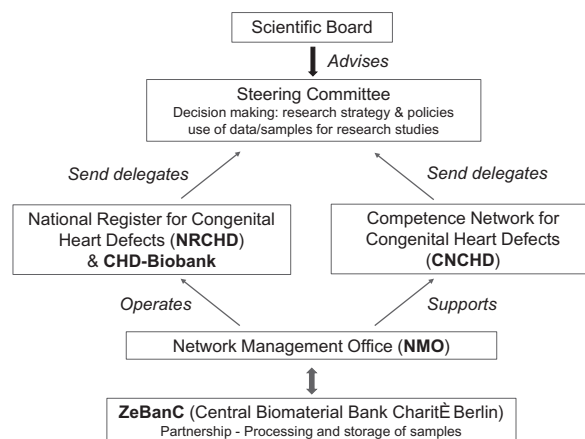 Scientific Board
Advises
Steering Committee
Decision making: research strategy & policies
use of data/samples for research studies
Send delegates
Send delegates
National Register for Congenital
Heart Defects (NRCHD)
& CHD-Biobank
Competence Network for
Congenital Heart Defects
(CNCHD)
Operates
Supports
Network Management Office (NMO)
ZeBanC (Central Biomaterial Bank CharitÈ Berlin)
Partnership - Processing and storage of samples